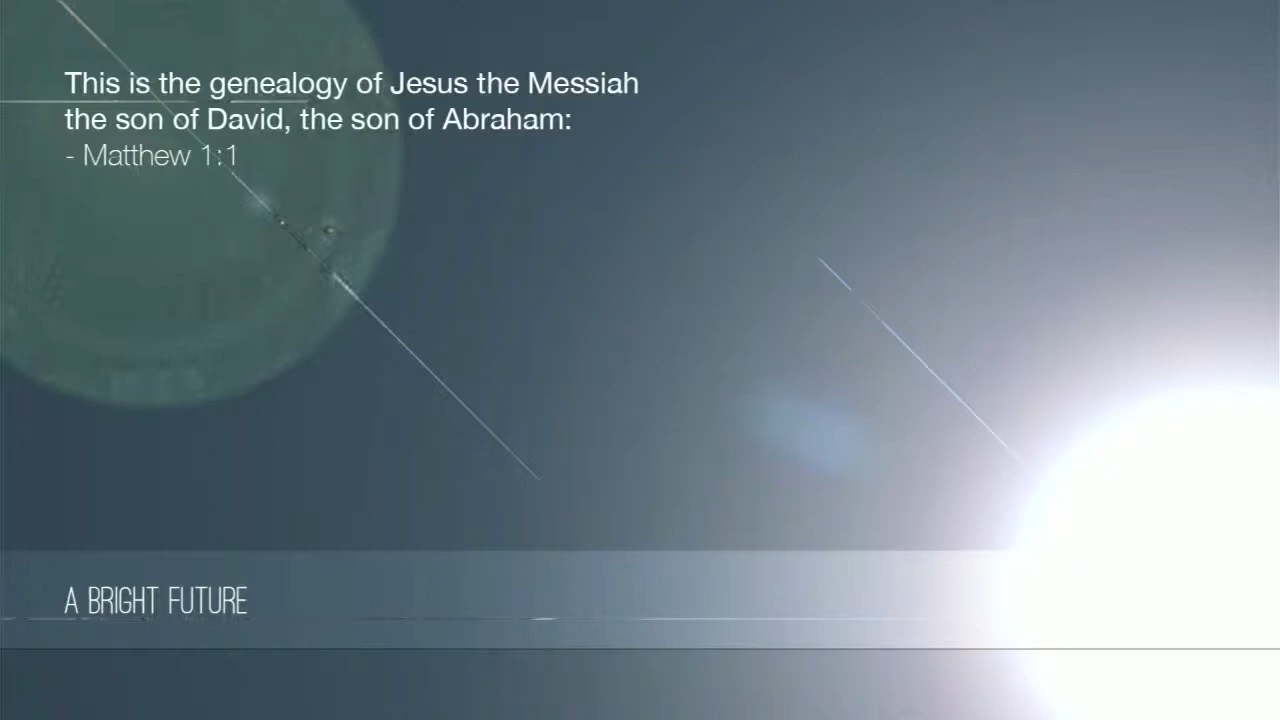 This is the genealogy of Jesus the Messiah
the son of David, the son of Abraham:
- Matthew 1:1
A BRIGHT FUTURE